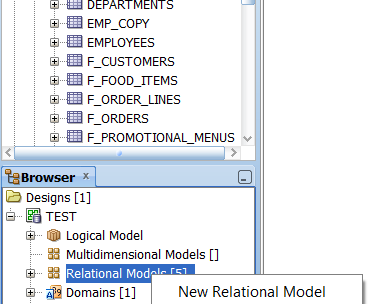 DEPARTMENTS
EMP_COPY
EMPLOYEES
F_CUSTOMERS
F_FOOD_ITEMS
F_ORDER_LINES
F_ORDERS
F_PROMOTIONAL_MENUS
Browser ×
Designs [1]
TEST
Logical Model
Multidimensional Models []
Relational Models [5]
Domains [1]
New Relational Model